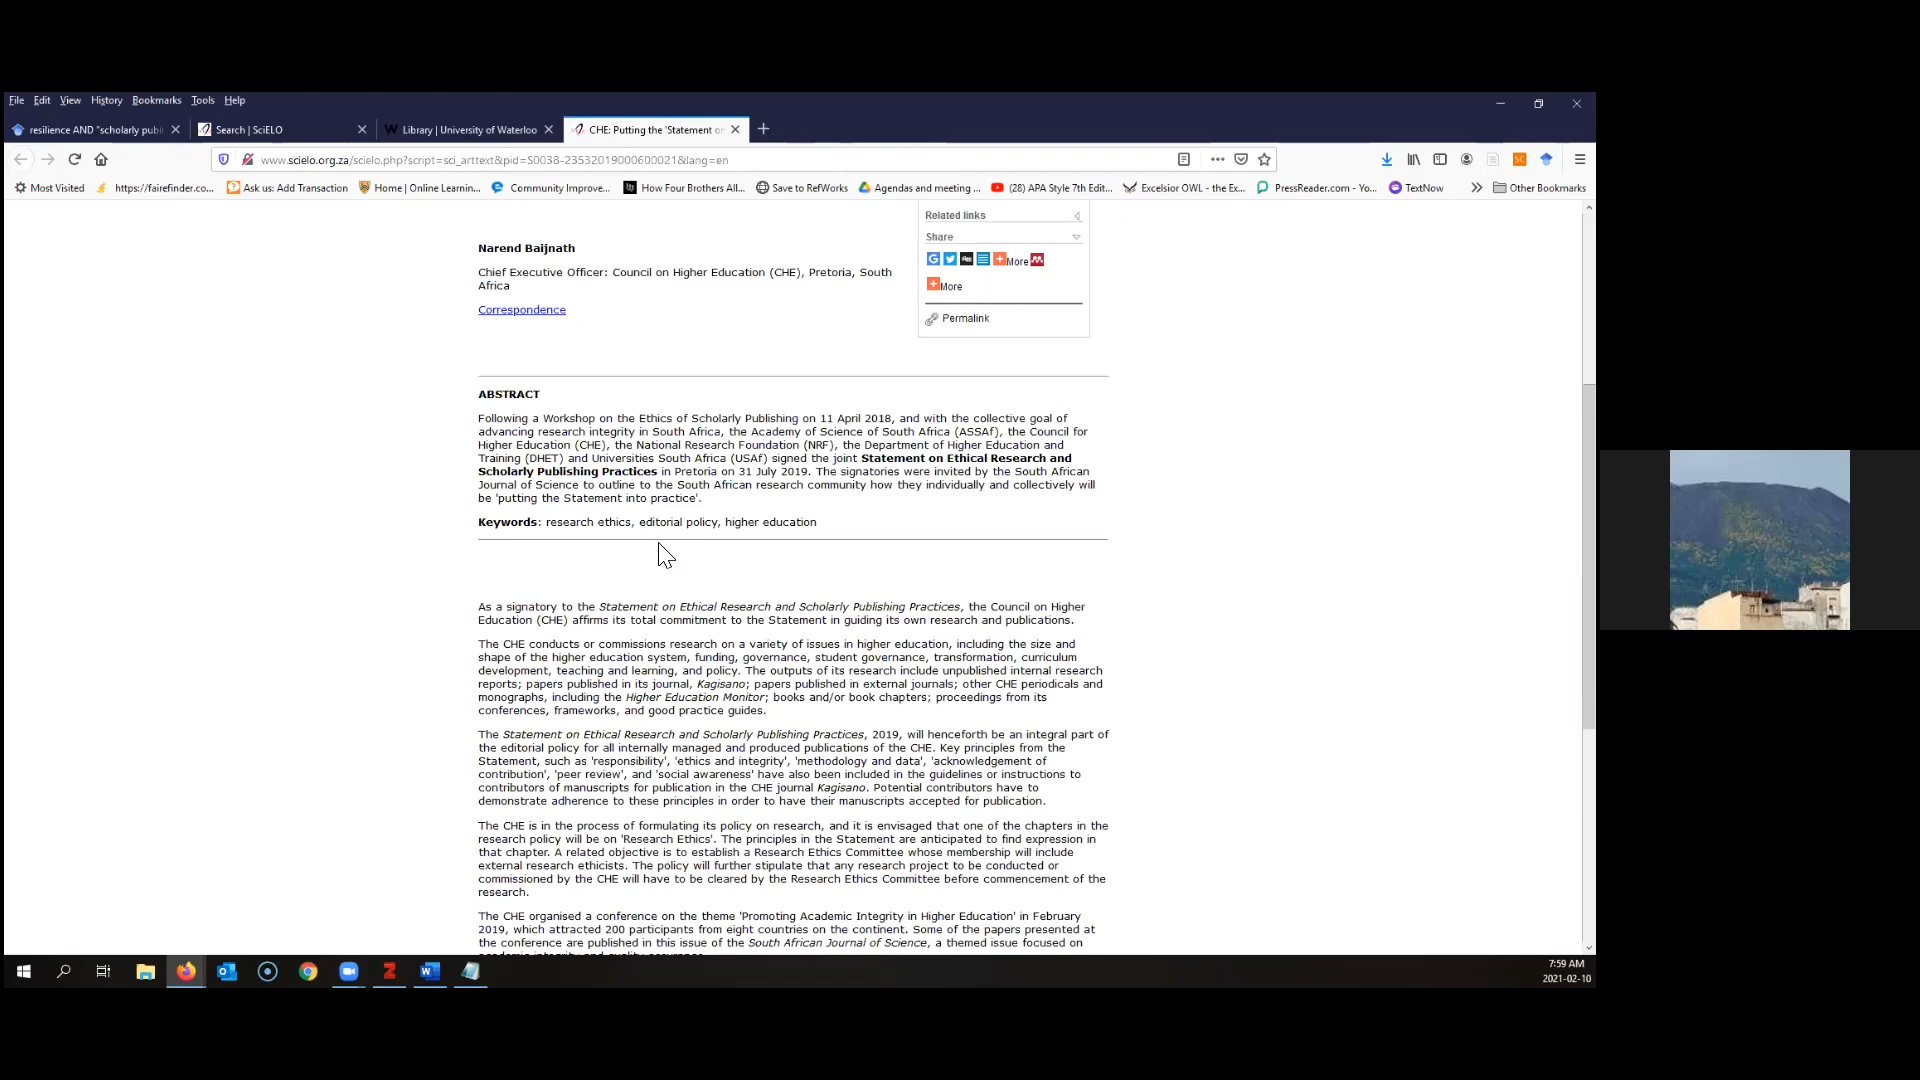 File Edit View History Bookmarks Tools Help
resilience AND "scholarly publ
Search | SciELO
Library | University of Waterloo
CHE: Putting the 'Statement on
www.scielo.org.za/scielo.php?script=sci_arttext&pid=S0038-23532019000600021&lang=en
Most Visited https://fairefinder.co... Ask us: Add Transaction Home | Online Learnin... Community Improve... How Four Brothers All... Save to RefWorks Agendas and meeting ... (28) APA Style 7th Edit... Excelsior OWL - the Ex... PressReader.com - Yo... TextNow Other Bookmarks
Related links
Share
More
More
Permalink
Narend Baijnath
Chief Executive Officer: Council on Higher Education (CHE), Pretoria, South
Africa
Correspondence
ABSTRACT
Following a Workshop on the Ethics of Scholarly Publishing on 11 April 2018, and with the collective goal of
advancing research integrity in South Africa, the Academy of Science of South Africa (ASSAf), the Council for
Higher Education (CHE), the National Research Foundation (NRF), the Department of Higher Education and
Training (DHET) and Universities South Africa (USAf) signed the joint Statement on Ethical Research and
Scholarly Publishing Practices in Pretoria on 31 July 2019. The signatories were invited by the South African
Journal of Science to outline to the South African research community how they individually and collectively will
be 'putting the Statement into practice'.
Keywords: research ethics, editorial policy, higher education
As a signatory to the Statement on Ethical Research and Scholarly Publishing Practices, the Council on Higher
Education (CHE) affirms its total commitment to the Statement in guiding its own research and publications.
The CHE conducts or commissions research on a variety of issues in higher education, including the size and
shape of the higher education system, funding, governance, student governance, transformation, curriculum
development, teaching and learning, and policy. The outputs of its research include unpublished internal research
reports; papers published in its journal, Kagisano; papers published in external journals; other CHE periodicals and
monographs, including the Higher Education Monitor; books and/or book chapters; proceedings from its
conferences, frameworks, and good practice guides.
The Statement on Ethical Research and Scholarly Publishing Practices, 2019, will henceforth be an integral part of
the editorial policy for all internally managed and produced publications of the CHE. Key principles from the
Statement, such as 'responsibility', 'ethics and integrity', 'methodology and data', 'acknowledgement of
contribution', 'peer review', and 'social awareness' have also been included in the guidelines or instructions to
contributors of manuscripts for publication in the CHE journal Kagisano. Potential contributors have to
demonstrate adherence to these principles in order to have their manuscripts accepted for publication.
The CHE is in the process of formulating its policy on research, and it is envisaged that one of the chapters in the
research policy will be on 'Research Ethics'. The principles in the Statement are anticipated to find expression in
that chapter. A related objective is to establish a Research Ethics Committee whose membership will include
external research ethicists. The policy will further stipulate that any research project to be conducted or
commissioned by the CHE will have to be cleared by the Research Ethics Committee before commencement of the
research.
The CHE organised a conference on the theme 'Promoting Academic Integrity in Higher Education' in February
2019, which attracted 200 participants from eight countries on the continent. Some of the papers presented at
the conference are published in this issue of the South African Journal of Science, a themed issue focused on
academic integrity and quality assurance.
7:59 AM
2021-02-10